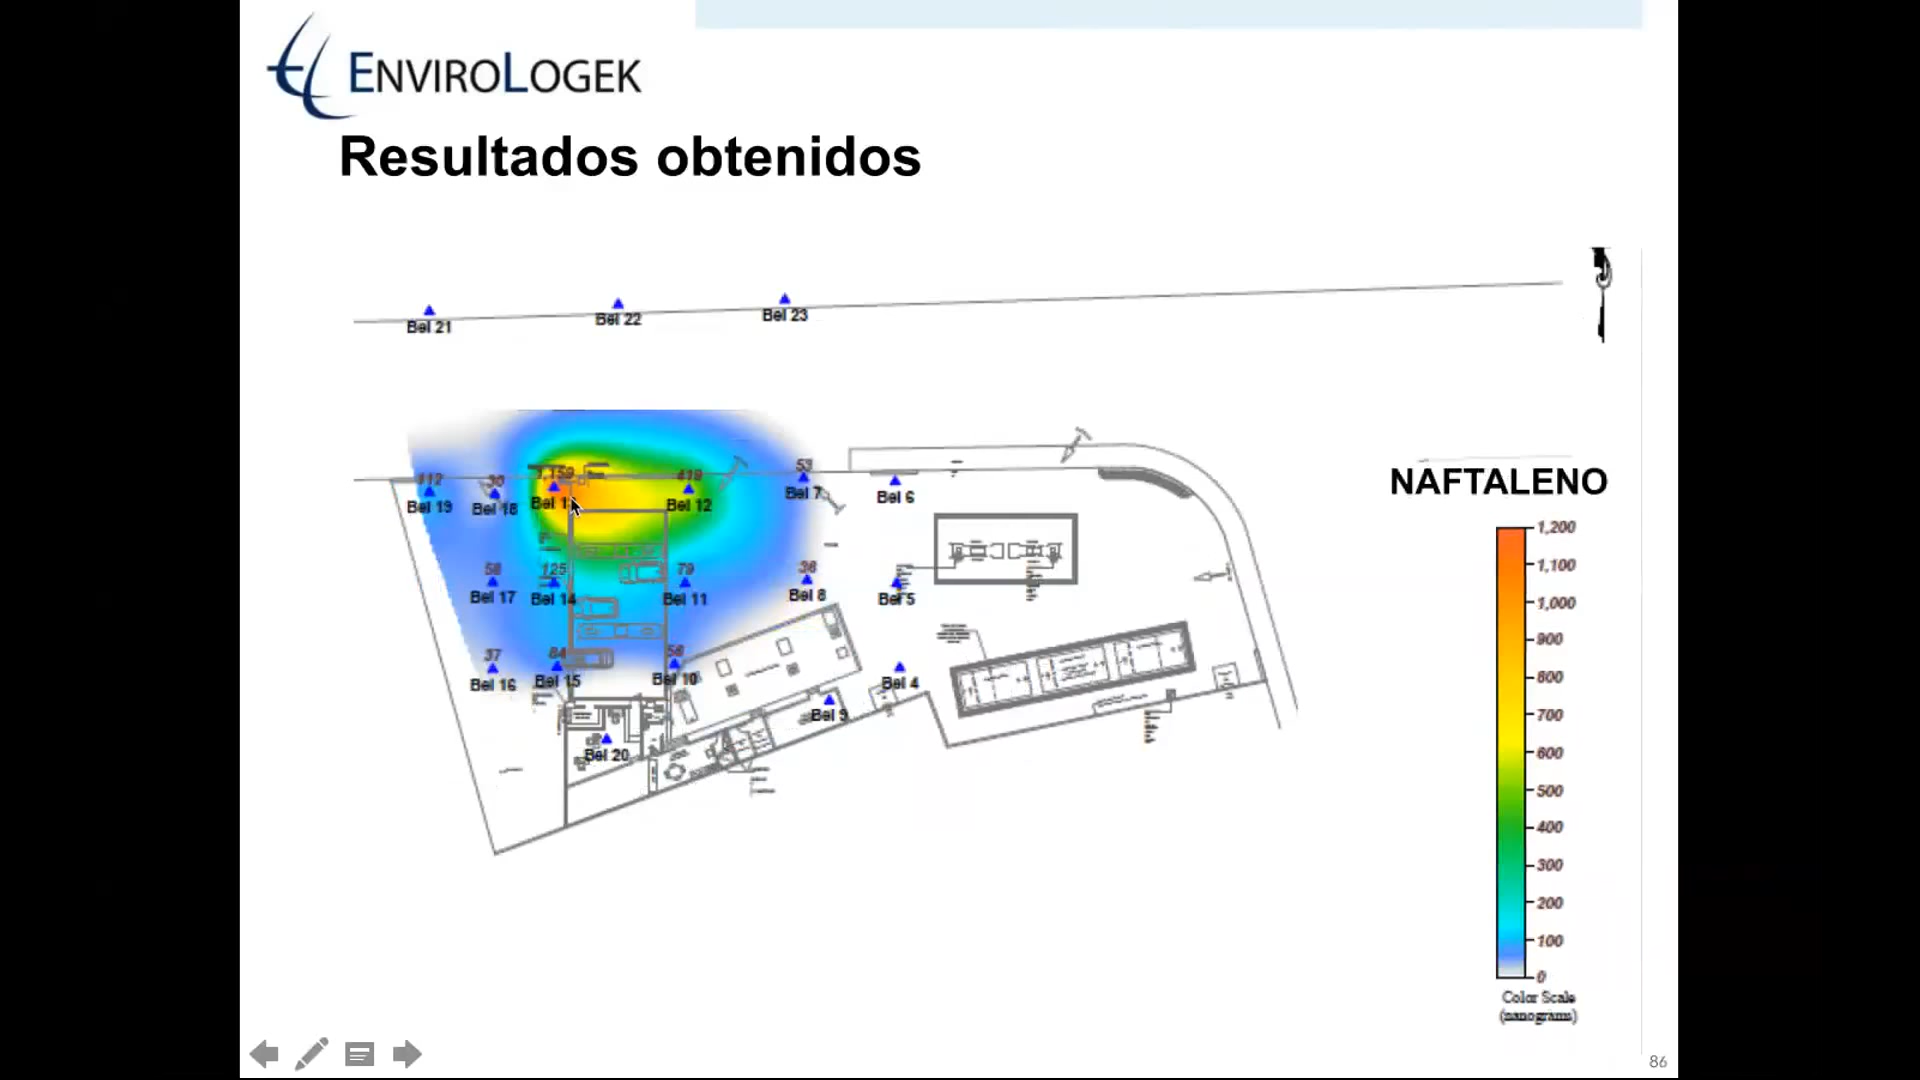 ENVIROLOGEK
Resultados obtenidos
Bel 21
Bel 22
Bel 23
112
Bel 19
30
Bel 18
1,159
419
Bel 12
53
Bel 7
Bel 6
58
Bel 17
125
Bel 14
79
Bel 11
36
Bel 8
Bel 5
37
Bel 16
84
Bel 15
56
Bel 10
Bel 4
Bel 9
Bel 20
NAFTALENO
1,200
1,100
1,000
900
800
700
600
500
400
300
200
100
0
Color Scale
(nanograms)
86